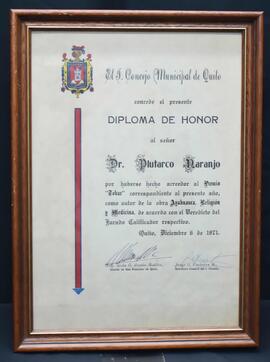 El I. Concejo Municipal de Quito
concede el presente
DIPLOMA DE HONOR
al señor
Dr. Plutarco Naranjo
por haberse hecho acreedor al Premio
"Tobar" correspondiente al presente año,
como autor de la obra Ayahuasca, Religión
y Medicina, de acuerdo con el Veredicto del
Jurado Calificador respectivo.
Quito, Diciembre 6 de 1971.